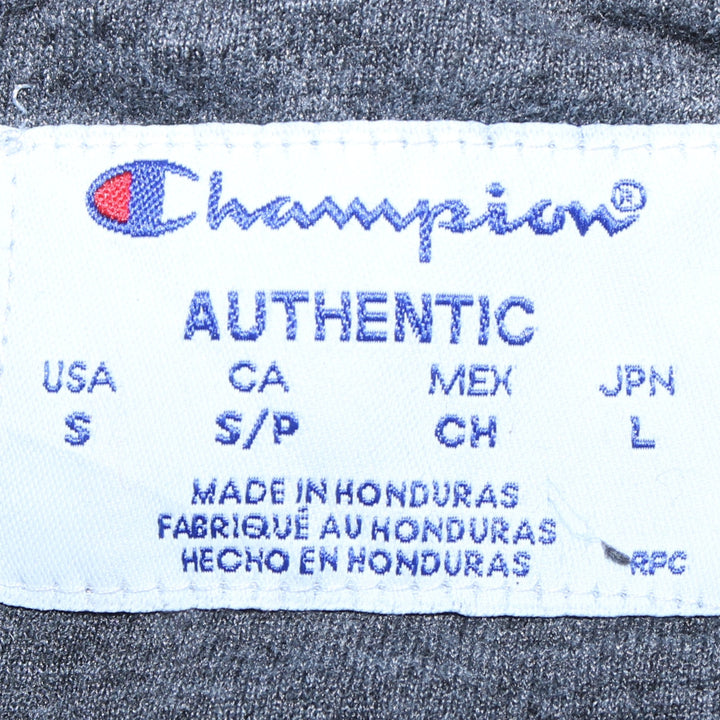 Champion®
AUTHENTIC
USA CA MEX JPN
S S/P CH L
MADE IN HONDURAS
FABRIQUÉ AU HONDURAS
HECHO EN HONDURAS RPC